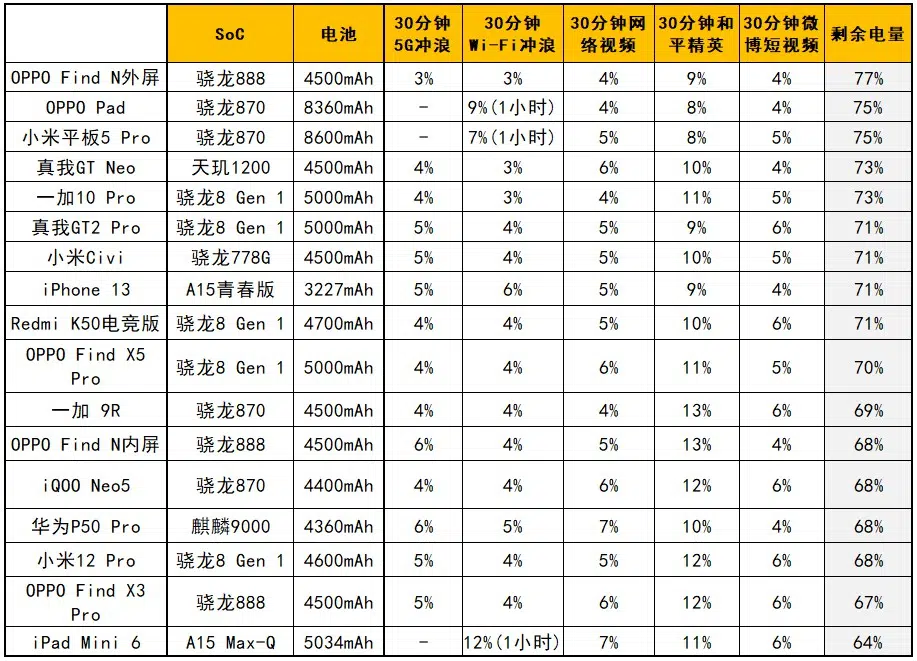 SoC 电池 30分钟5G冲浪 30分钟Wi-Fi冲浪 30分钟网络视频 30分钟和平精英 30分钟微博短视频 剩余电量
OPPO Find N外屏 骁龙888 4500mAh 3% 3% 4% 9% 4% 77%
OPPO Pad 骁龙870 8360mAh - 9%(1小时) 4% 8% 4% 75%
小米平板5 Pro 骁龙870 8600mAh - 7%(1小时) 5% 8% 5% 75%
真我GT Neo 天玑1200 4500mAh 4% 3% 6% 10% 4% 73%
一加10 Pro 骁龙8 Gen 1 5000mAh 4% 3% 4% 11% 5% 73%
真我GT2 Pro 骁龙8 Gen 1 5000mAh 5% 4% 5% 9% 6% 71%
小米Civi 骁龙778G 4500mAh 5% 4% 5% 10% 5% 71%
iPhone 13 A15青春版 3227mAh 5% 6% 5% 9% 4% 71%
Redmi K50电竞版 骁龙8 Gen 1 4700mAh 4% 4% 5% 10% 6% 71%
OPPO Find X5 Pro 骁龙8 Gen 1 5000mAh 4% 4% 6% 11% 5% 70%
一加 9R 骁龙870 4500mAh 4% 4% 4% 13% 6% 69%
OPPO Find N内屏 骁龙888 4500mAh 6% 4% 5% 13% 4% 68%
iQOO Neo5 骁龙870 4400mAh 4% 4% 6% 12% 6% 68%
华为P50 Pro 麒麟9000 4360mAh 6% 5% 7% 10% 4% 68%
小米12 Pro 骁龙8 Gen 1 4600mAh 5% 4% 5% 12% 6% 68%
OPPO Find X3 Pro 骁龙888 4500mAh 5% 4% 6% 12% 6% 67%
iPad Mini 6 A15 Max-Q 5034mAh - 12%(1小时) 7% 11% 6% 64%